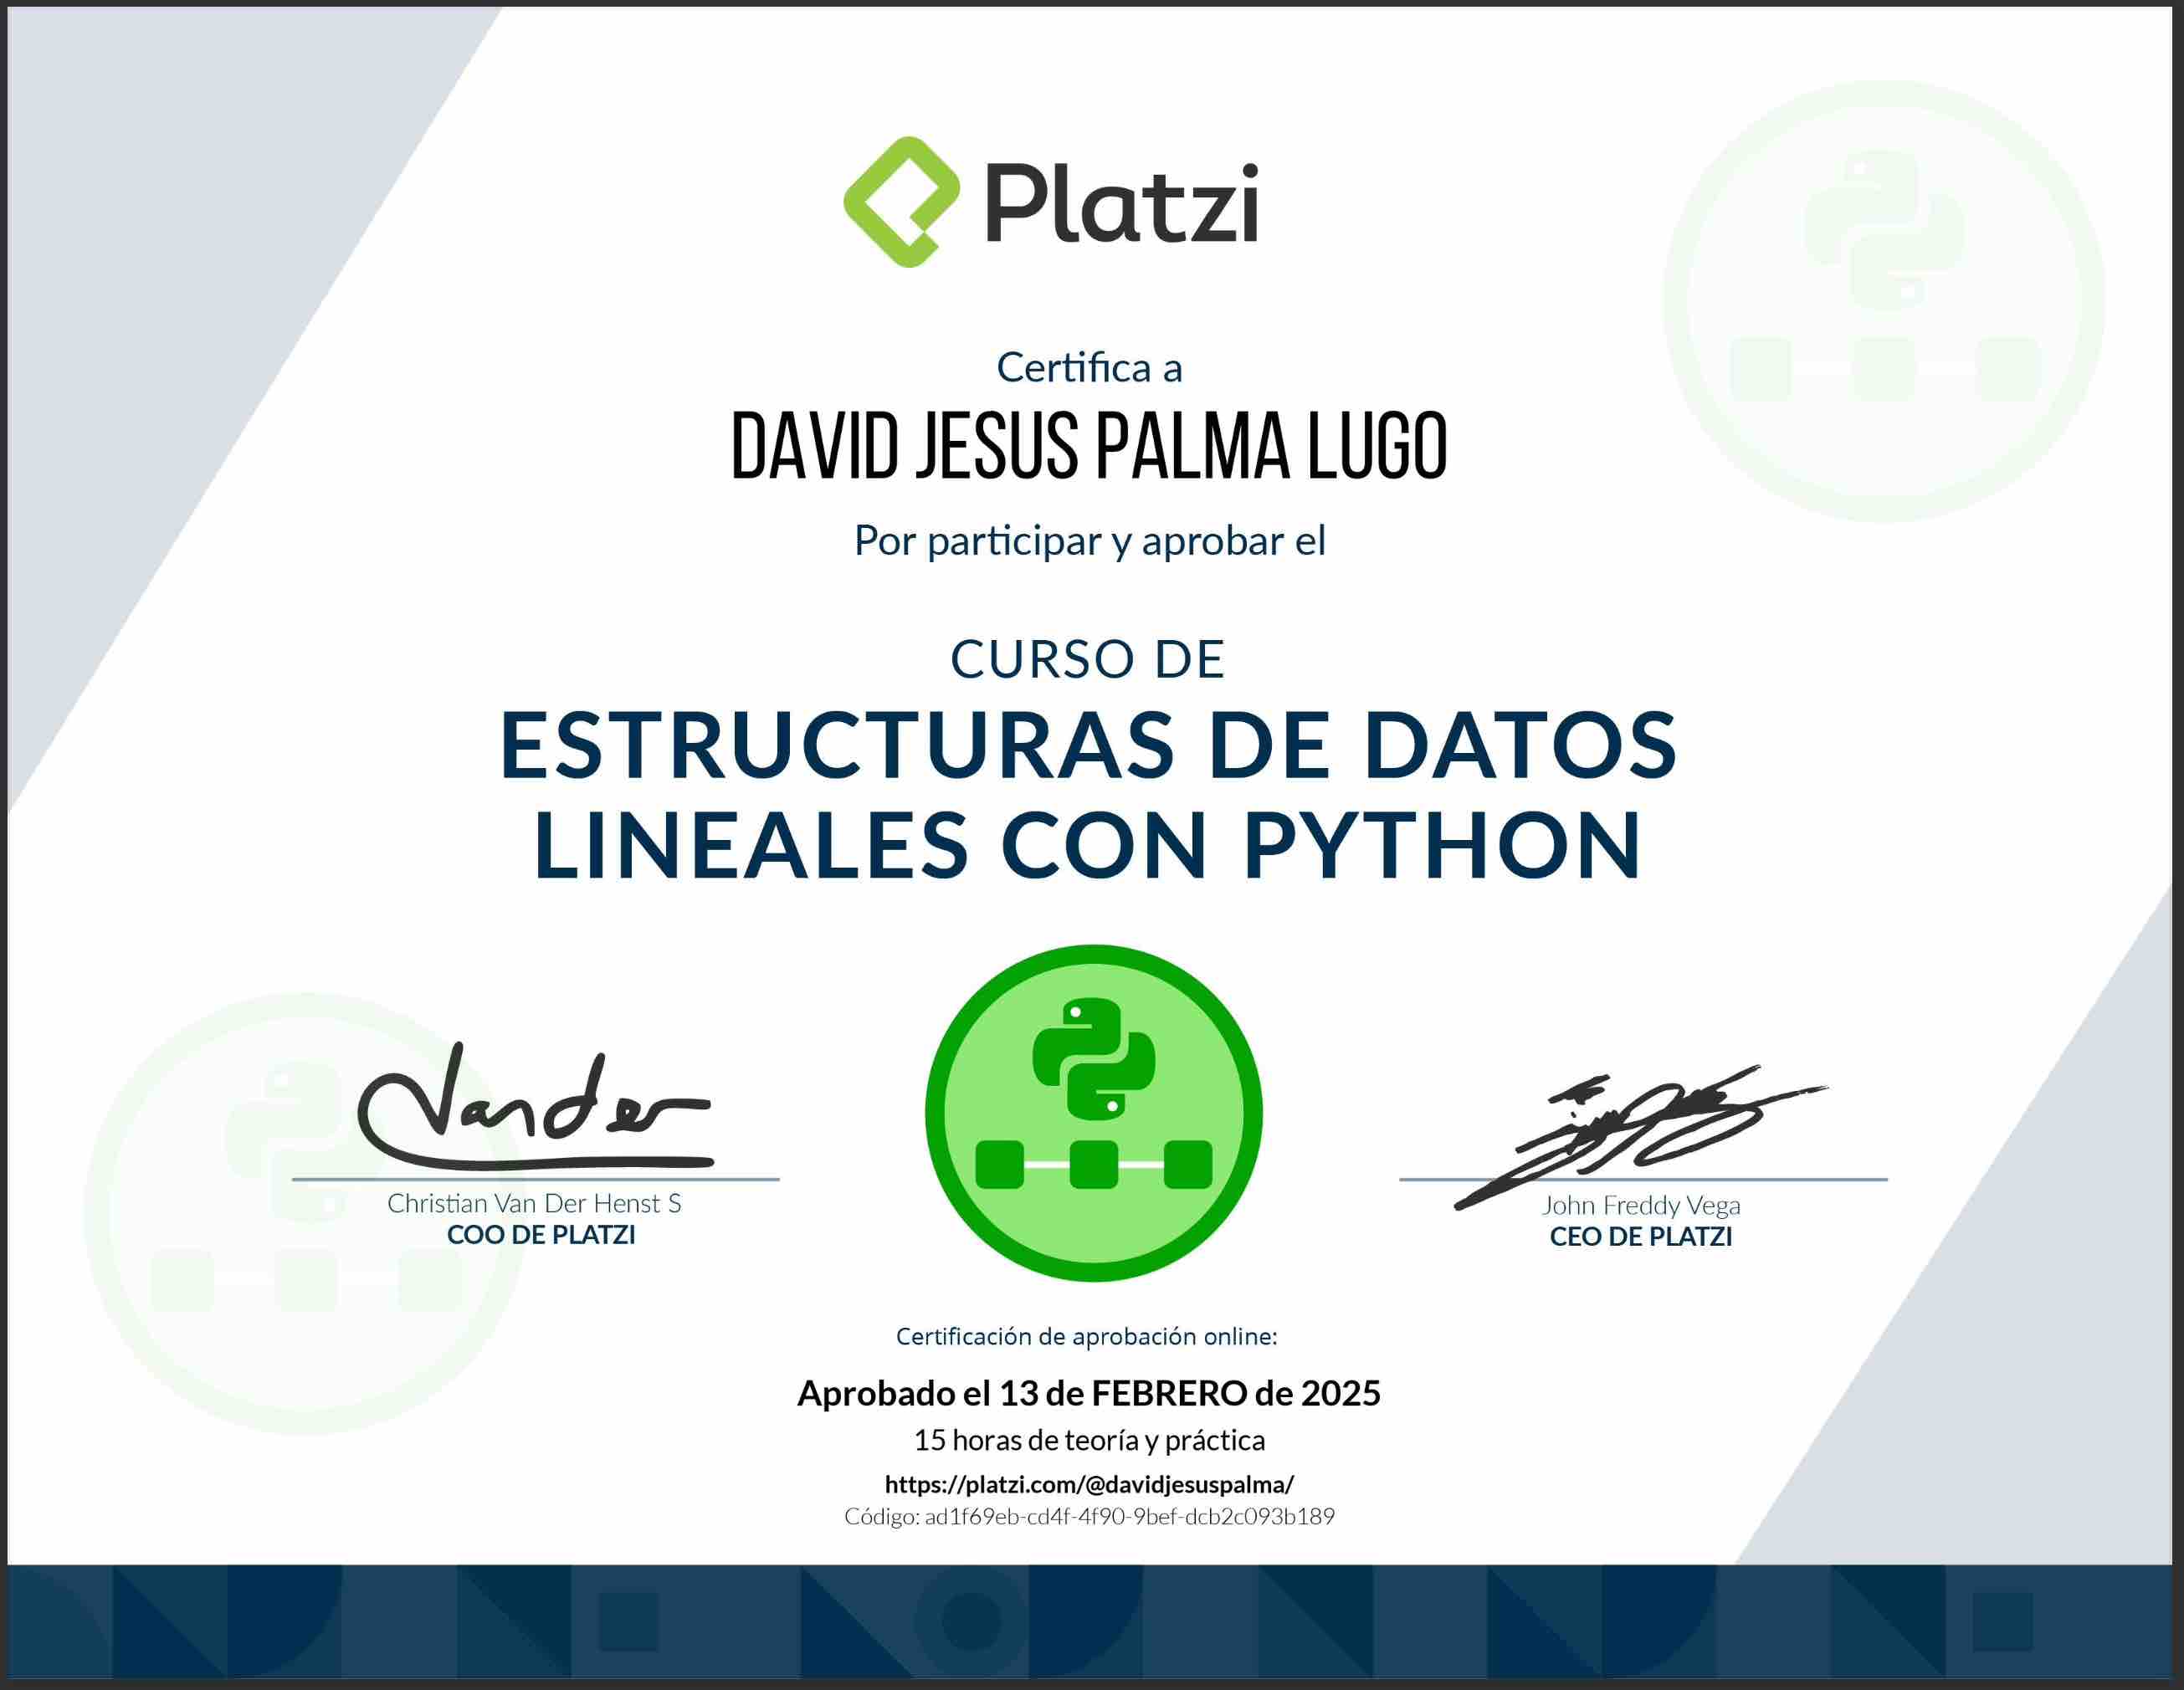 Platzi
Certifica a
DAVID JESUS PALMA LUGO
Por participar y aprobar el
CURSO DE
ESTRUCTURAS DE DATOS
LINEALES CON PYTHON
Vander
Christian Van Der Henst S
COO DE PLATZI
John Freddy Vega
CEO DE PLATZI
Certificación de aprobación online:
Aprobado el 13 de FEBRERO de 2025
15 horas de teoría y práctica
https://platzi.com/@davidjesuspalma/
Código: ad1f69eb-cd4f-4f90-9bef-dcb2c093b189